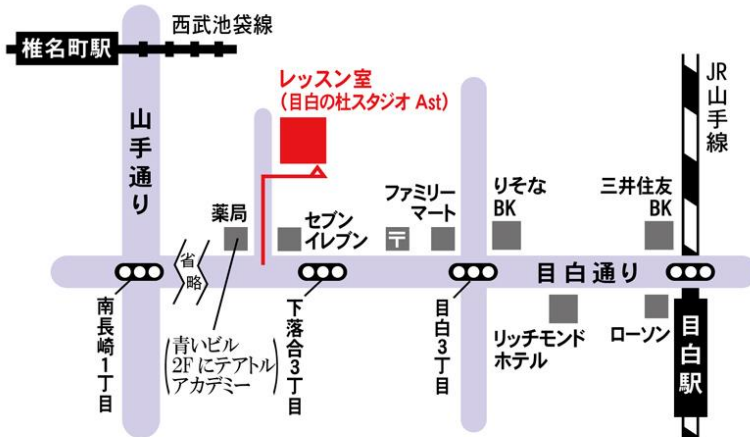 西武池袋線
椎名町駅
レッスン室
(目白の杜スタジオ Ast)
JR山手線
山手通り
薬局
セブン
イレブン
〒
ファミリー
マート
りそな
BK
三井住友
BK
省略
目白通り
南長崎1丁目
(青いビル
2Fにテアトル
アカデミー)
下落合3丁目
目白3丁目
リッチモンド
ホテル
ローソン
目白駅